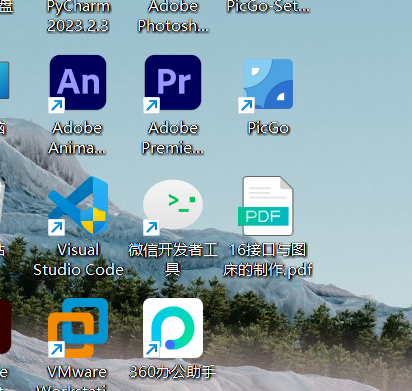 盘
PyCharm
2023.2.3
Adobe
Photosh...
PicGo-Set...
An
Pr
Adobe
Anima...
Adobe
Premie...
PicGo
PDF
Visual
Studio Code
微信开发者工
具
16接口与图
床的制作.pdf
VMware
Workstati...
360办公助手